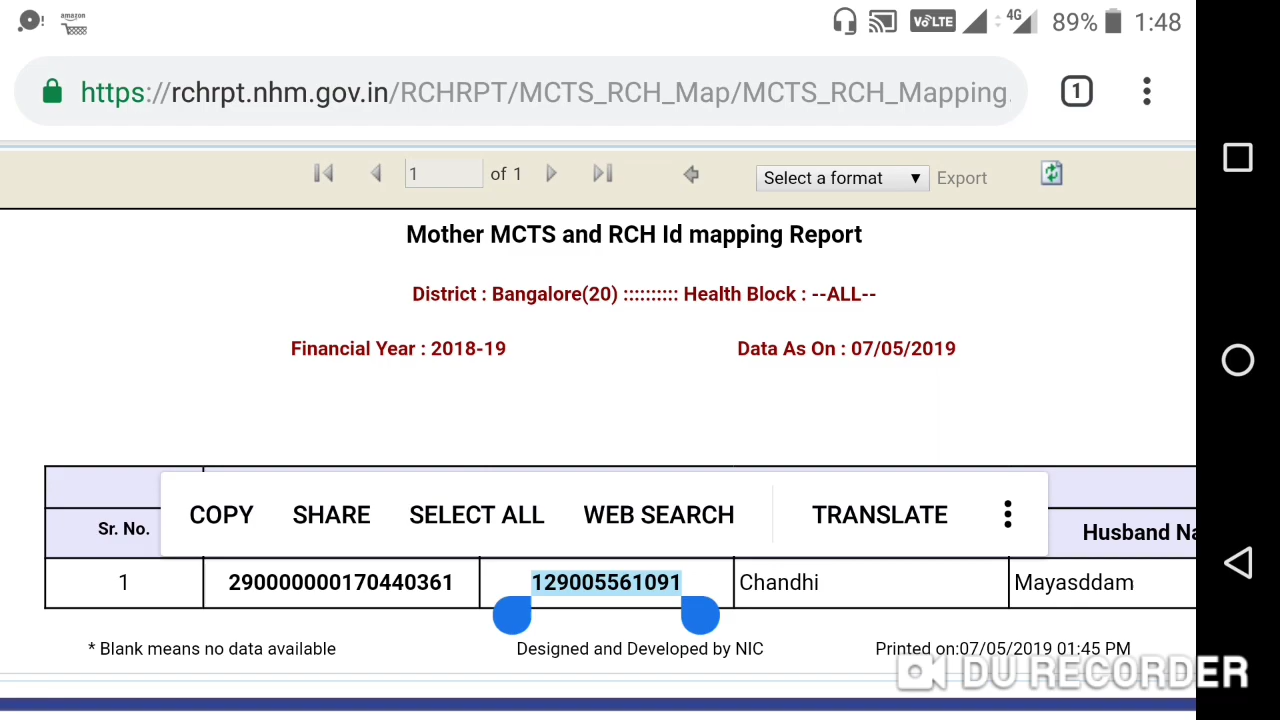 amazon
VoLTE 4G 89% 1:48
https://rchrpt.nhm.gov.in/RCHRPT/MCTS_RCH_Map/MCTS_RCH_Mapping.
1
1 of 1 Select a format Export
Mother MCTS and RCH Id mapping Report
District : Bangalore(20) :::::::::: Health Block : --ALL--
Financial Year : 2018-19 Data As On : 07/05/2019
COPY SHARE SELECT ALL WEB SEARCH TRANSLATE
Sr. No. Husband Na
1 290000000170440361 129005561091 Chandhi Mayasddam
* Blank means no data available Designed and Developed by NIC Printed on:07/05/2019 01:45 PM
DU RECORDER